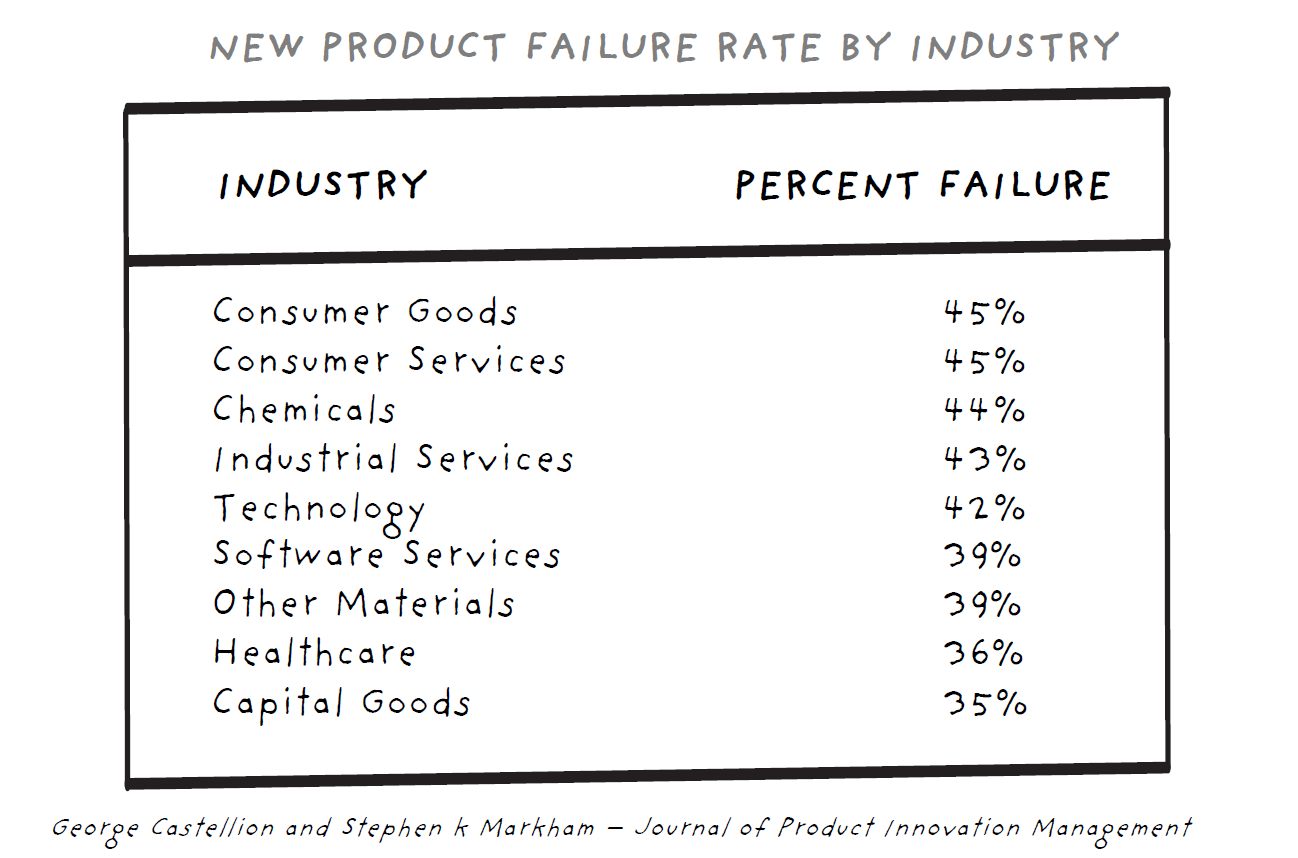 NEW PRODUCT FAILURE RATE BY INDUSTRY
INDUSTRY PERCENT FAILURE
Consumer Goods 45%
Consumer Services 45%
Chemicals 44%
Industrial Services 43%
Technology 42%
Software Services 39%
Other Materials 39%
Healthcare 36%
Capital Goods 35%
George Castellion and Stephen k Markham – Journal of Product Innovation Management